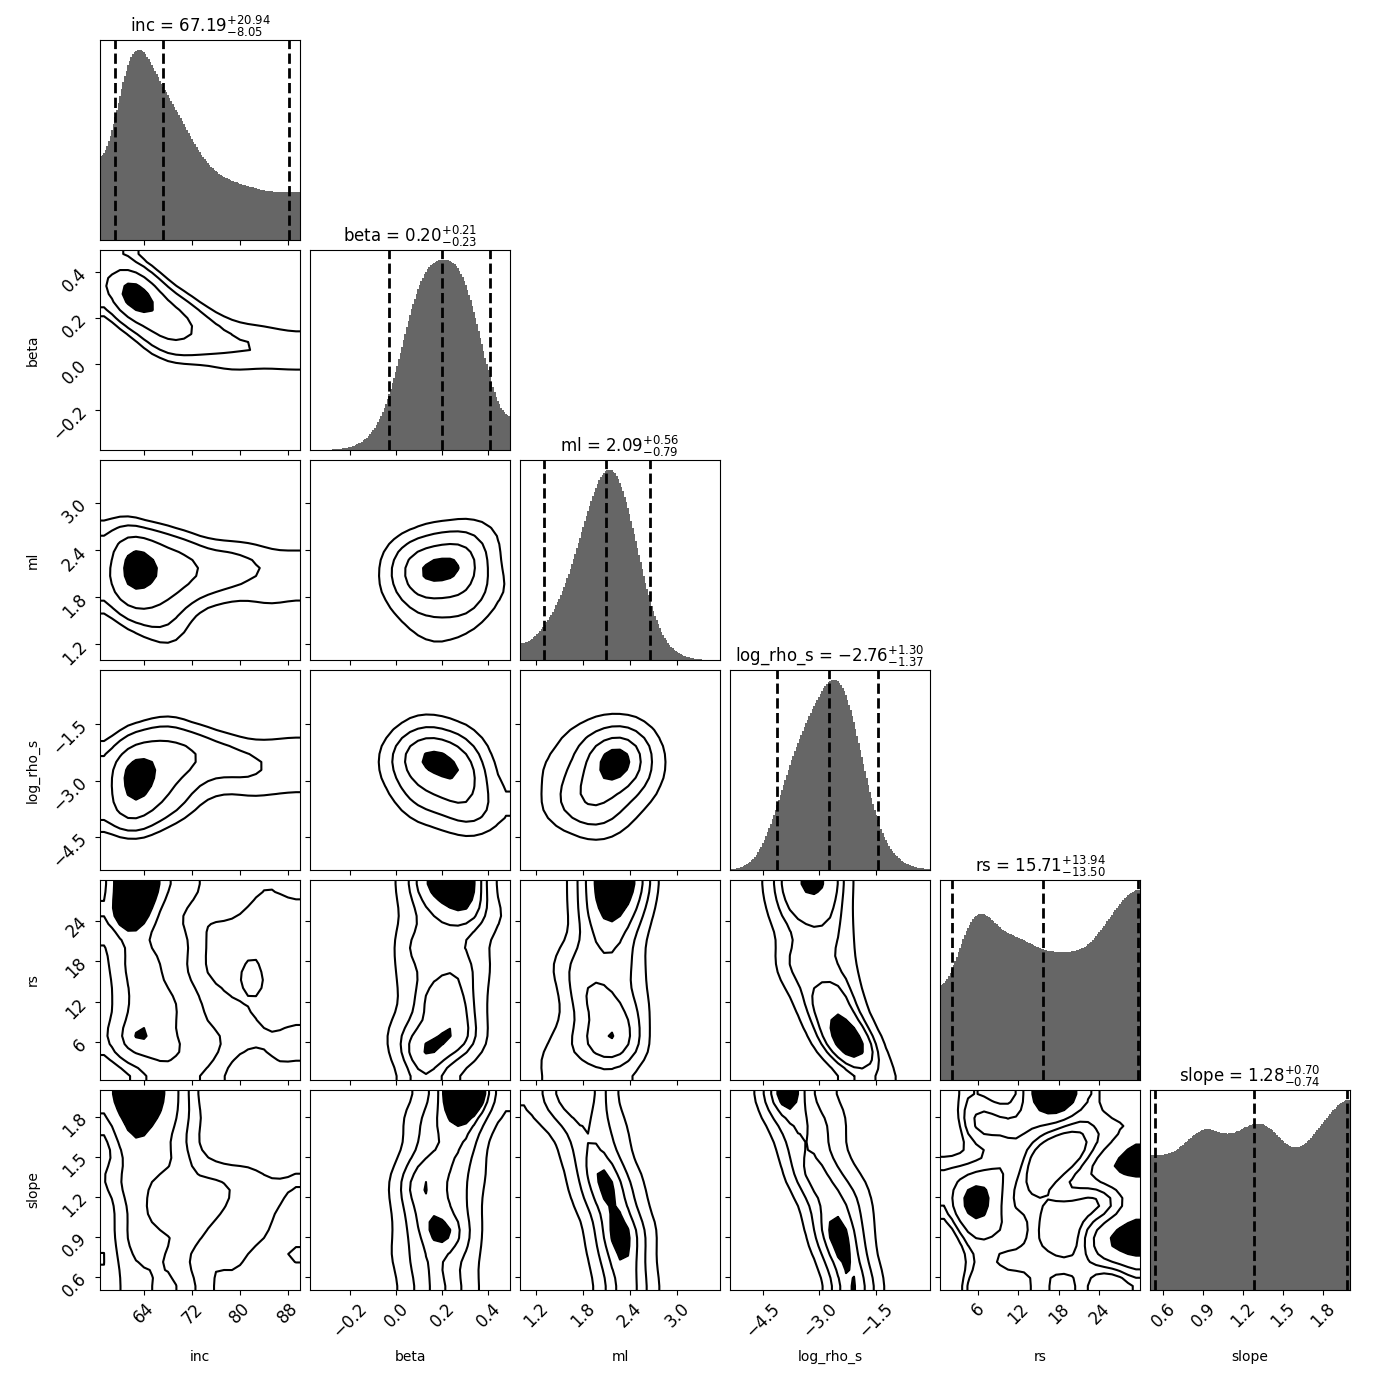 inc = 67.19+20.94−8.05
beta = 0.20+0.21−0.23
0.4
0.2
0.0
−0.2
beta
ml = 2.09+0.56−0.79
3.0
2.4
1.8
1.2
ml
log_rho_s = −2.76+1.30−1.37
−1.5
−3.0
−4.5
log_rho_s
rs = 15.71+13.94−13.50
24
18
12
6
rs
slope = 1.28+0.70−0.74
1.8
1.5
1.2
0.9
0.6
slope
64 72 80 88
−0.2 0.0 0.2 0.4
1.2 1.8 2.4 3.0
−4.5 −3.0 −1.5
6 12 18 24
0.6 0.9 1.2 1.5 1.8
inc beta ml log_rho_s rs slope